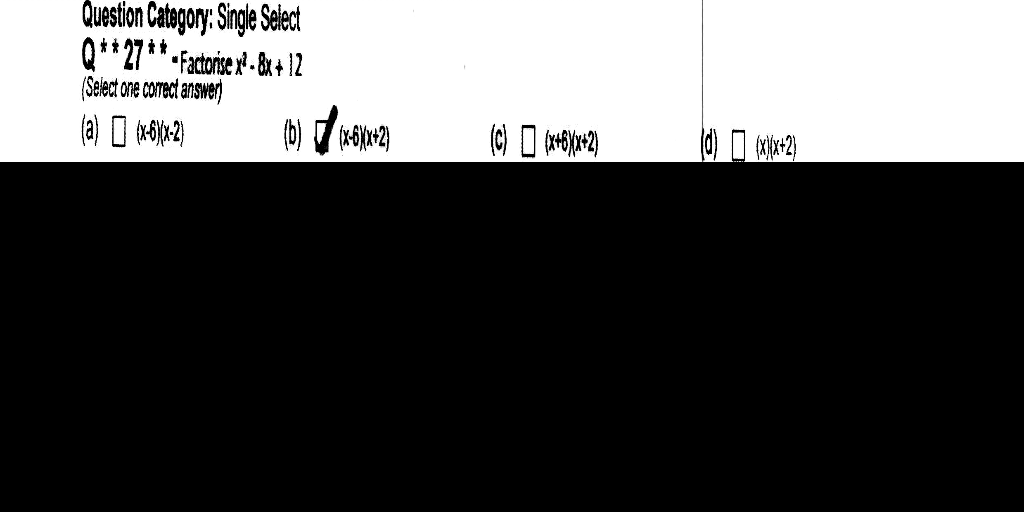 Question Category: Single Select
Q * * 27 * * - Factorise x² - 8x + 12
(Select one correct answer)
(a) ☐ (x-6)(x-2) (b) ☑ (x-6)(x+2) (c) ☐ (x+6)(x+2) (d) ☐ (x)(x+2)